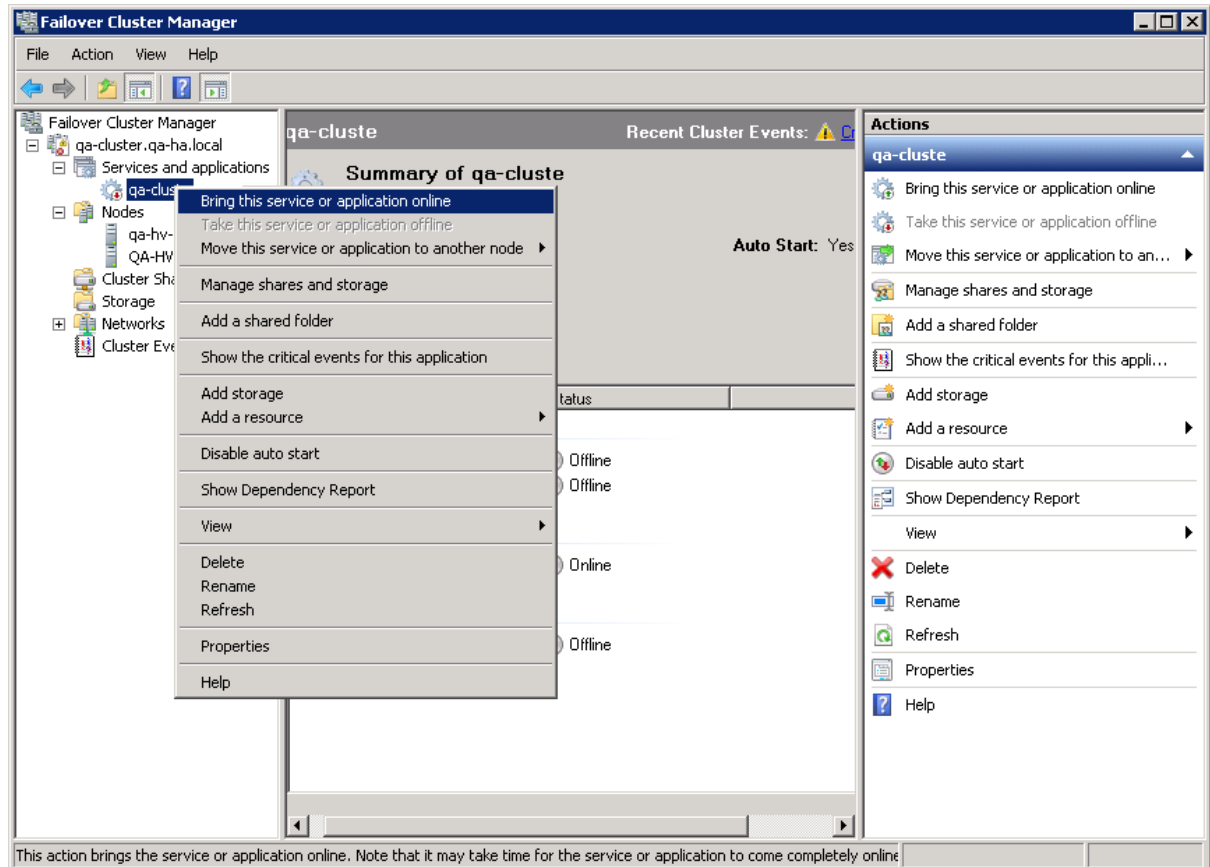 Failover Cluster Manager
File Action View Help
Failover Cluster Manager
qa-cluster.qa-ha.local
Services and applications
qa-cluste
Nodes
qa-hv-
QA-HV
Cluster Sha
Storage
Networks
Cluster Eve
qa-cluste Recent Cluster Events: Cr
Summary of qa-cluste
Auto Start: Yes
tatus
Offline
Offline
Online
Offline
Bring this service or application online
Take this service or application offline
Move this service or application to another node
Manage shares and storage
Add a shared folder
Show the critical events for this application
Add storage
Add a resource
Disable auto start
Show Dependency Report
View
Delete
Rename
Refresh
Properties
Help
Actions
qa-cluste
Bring this service or application online
Take this service or application offline
Move this service or application to an...
Manage shares and storage
Add a shared folder
Show the critical events for this appli...
Add storage
Add a resource
Disable auto start
Show Dependency Report
View
Delete
Rename
Refresh
Properties
Help
This action brings the service or application online. Note that it may take time for the service or application to come completely online